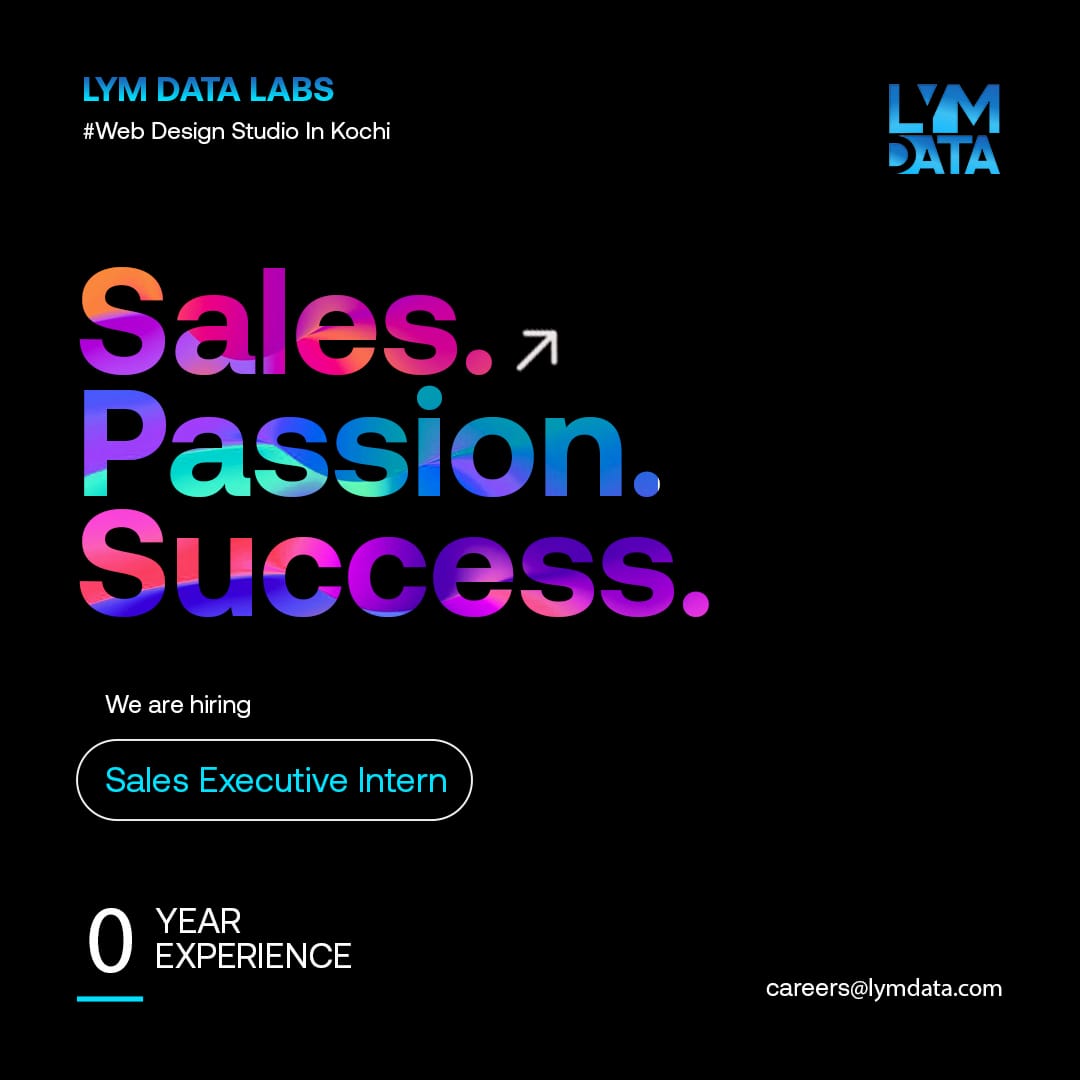 LYM DATA LABS
#Web Design Studio In Kochi
LYM
DATA
Sales.
Passion.
Success.
We are hiring
Sales Executive Intern
0 YEAR
EXPERIENCE
careers@lymdata.com